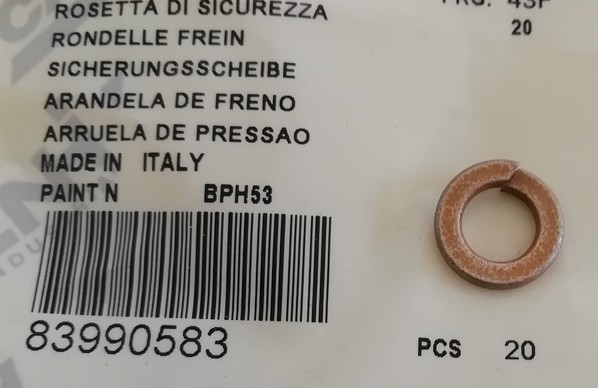 ROSETTA DI SICUREZZA
20
RONDELLE FREIN
SICHERUNGSSCHEIBE
ARANDELA DE FRENO
ARRUELA DE PRESSAO
MADE IN ITALY
PAINT N BPH53
83990583
PCS 20